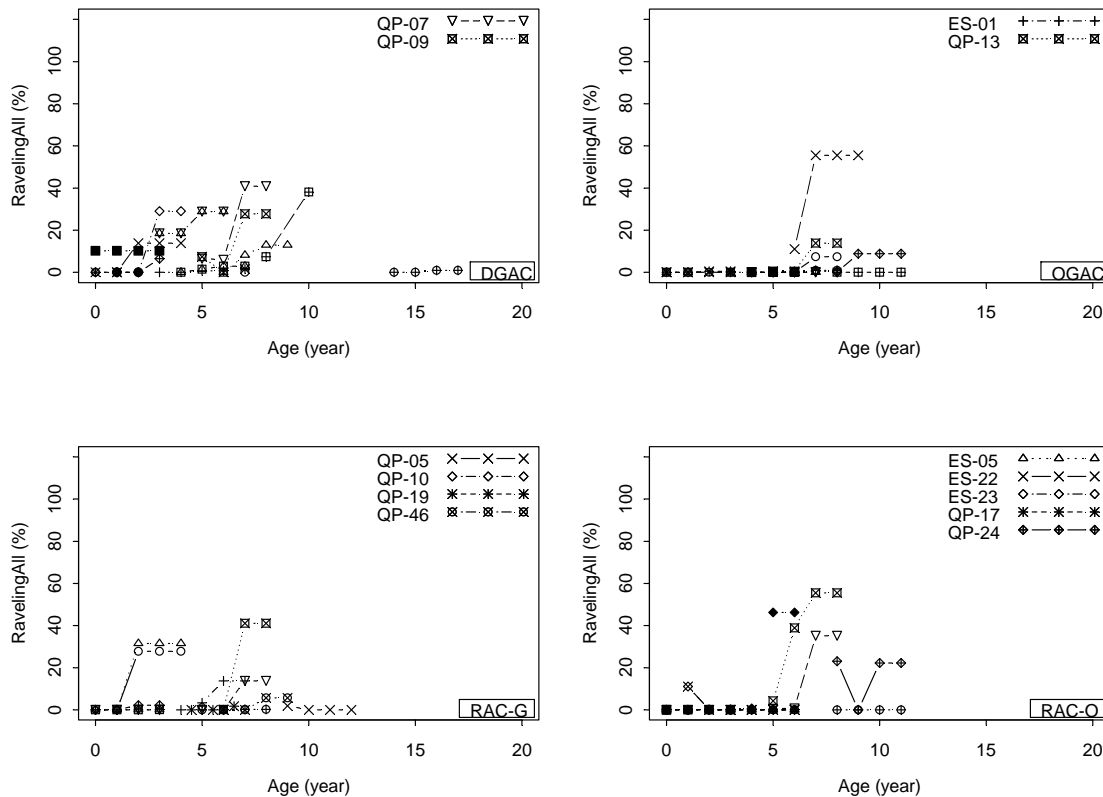 QP-07
QP-09
RavelingAll (%)
0 20 40 60 80 100
DGAC
0 5 10 15 20
Age (year)
ES-01
QP-13
RavelingAll (%)
0 20 40 60 80 100
OGAC
0 5 10 15 20
Age (year)
QP-05
QP-10
QP-19
QP-46
RavelingAll (%)
0 20 40 60 80 100
RAC-G
0 5 10 15 20
Age (year)
ES-05
ES-22
ES-23
QP-17
QP-24
RavelingAll (%)
0 20 40 60 80 100
RAC-O
0 5 10 15 20
Age (year)